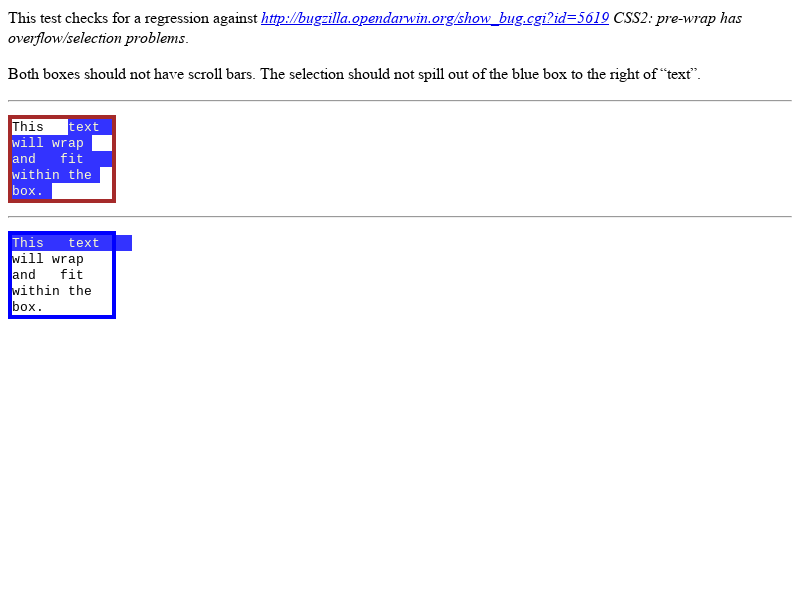 This test checks for a regression against http://bugzilla.opendarwin.org/show_bug.cgi?id=5619 CSS2: pre-wrap has
overflow/selection problems.
Both boxes should not have scroll bars. The selection should not spill out of the blue box to the right of “text”.
This   text
will wrap
and   fit
within the
box.
This   text
will wrap
and   fit
within the
box.